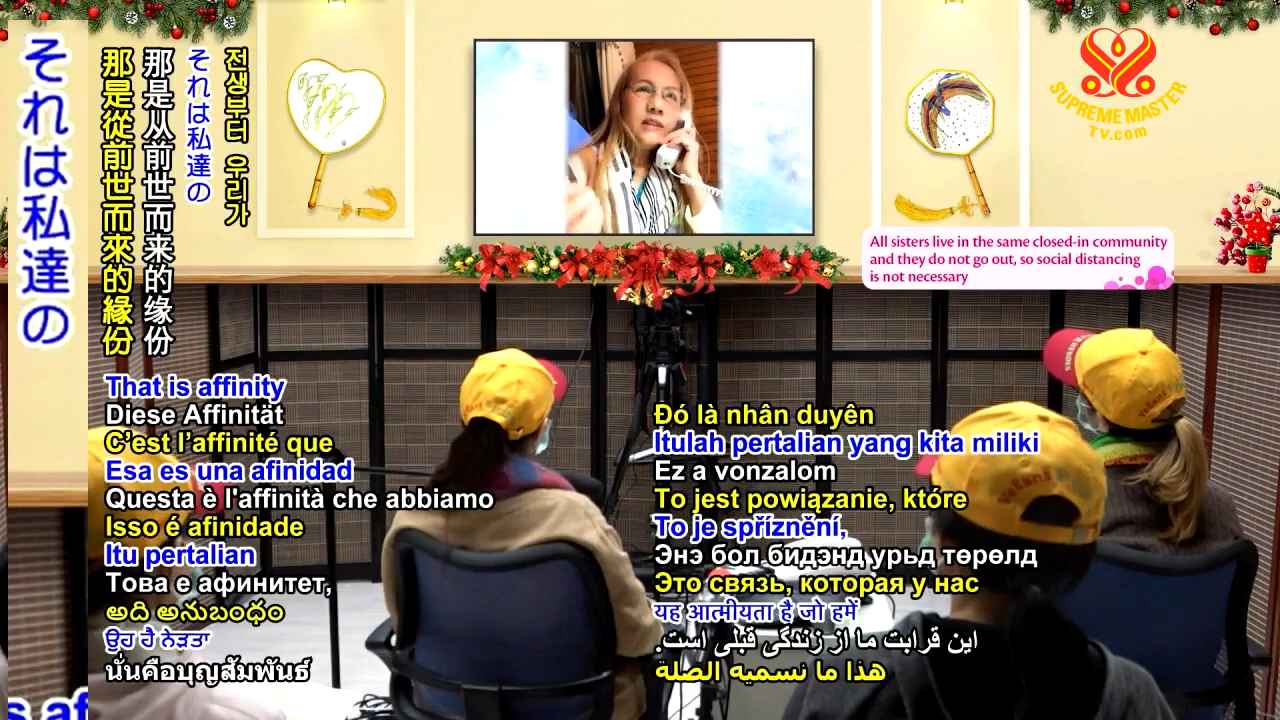 それは私達の
那是從前世而來的緣份
那是从前世而来的缘份
それは私達の
전생부터 우리가
SUPREME MASTER
TV.com
All sisters live in the same closed-in community
and they do not go out, so social distancing
is not necessary
That is affinity
Diese Affinität
C'est l'affinité que
Esa es una afinidad
Questa è l'affinità che abbiamo
Isso é afinidade
Itu pertalian
Това е афинитет,
అది అనుబంధం
ਉਹ ਹੈ ਨੇੜਤਾ
นั่นคือบุญสัมพันธ์
Đó là nhân duyên
Itulah pertalian yang kita miliki
Ez a vonzalom
To jest powiązanie, które
To je spříznění,
Энэ бол бидэнд урьд төрөлд
Это связь, которая у нас
यह आत्मीयता है जो हमें
این قرابت ما از زندگی قبلی است.
هذا ما نسميه الصلة
s af